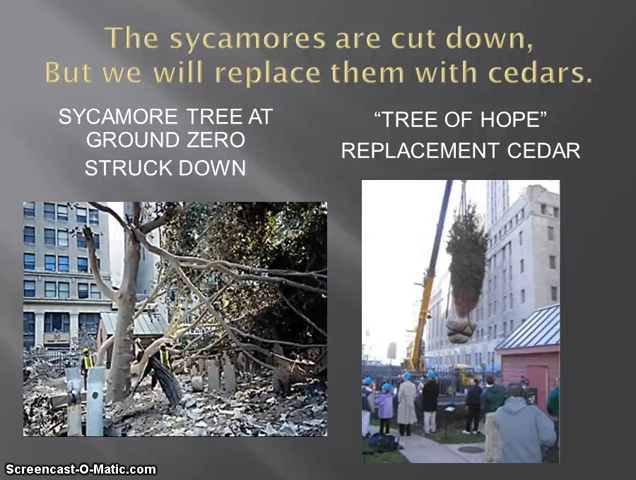 The sycamores are cut down,
But we will replace them with cedars.
SYCAMORE TREE AT
GROUND ZERO
STRUCK DOWN
“TREE OF HOPE”
REPLACEMENT CEDAR
Screencast-O-Matic.com